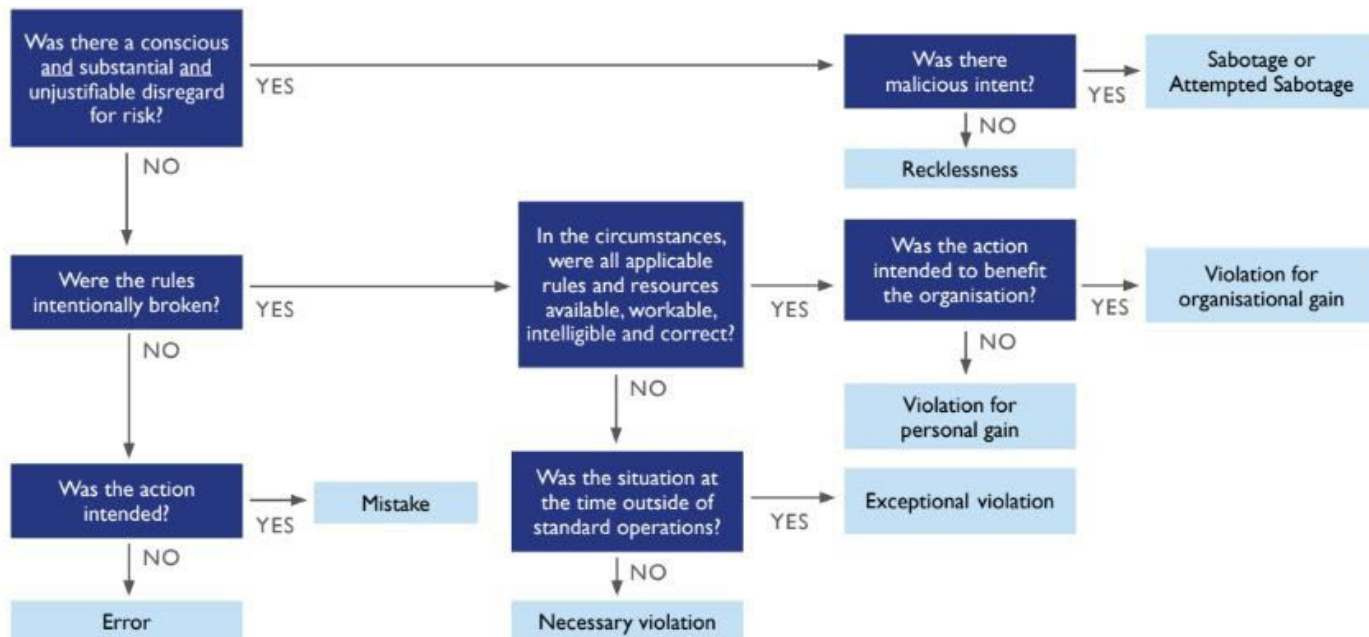 Was there a conscious
and substantial and
unjustifiable disregard
for risk?
YES
Was there
malicious intent?
YES
Sabotage or
Attempted Sabotage
NO
Recklessness
NO
Were the rules
intentionally broken?
YES
In the circumstances,
were all applicable
rules and resources
available, workable,
intelligible and correct?
YES
Was the action
intended to benefit
the organisation?
YES
Violation for
organisational gain
NO
Violation for
personal gain
NO
Was the situation at
the time outside of
standard operations?
YES
Exceptional violation
NO
Necessary violation
NO
Was the action
intended?
YES
Mistake
NO
Error